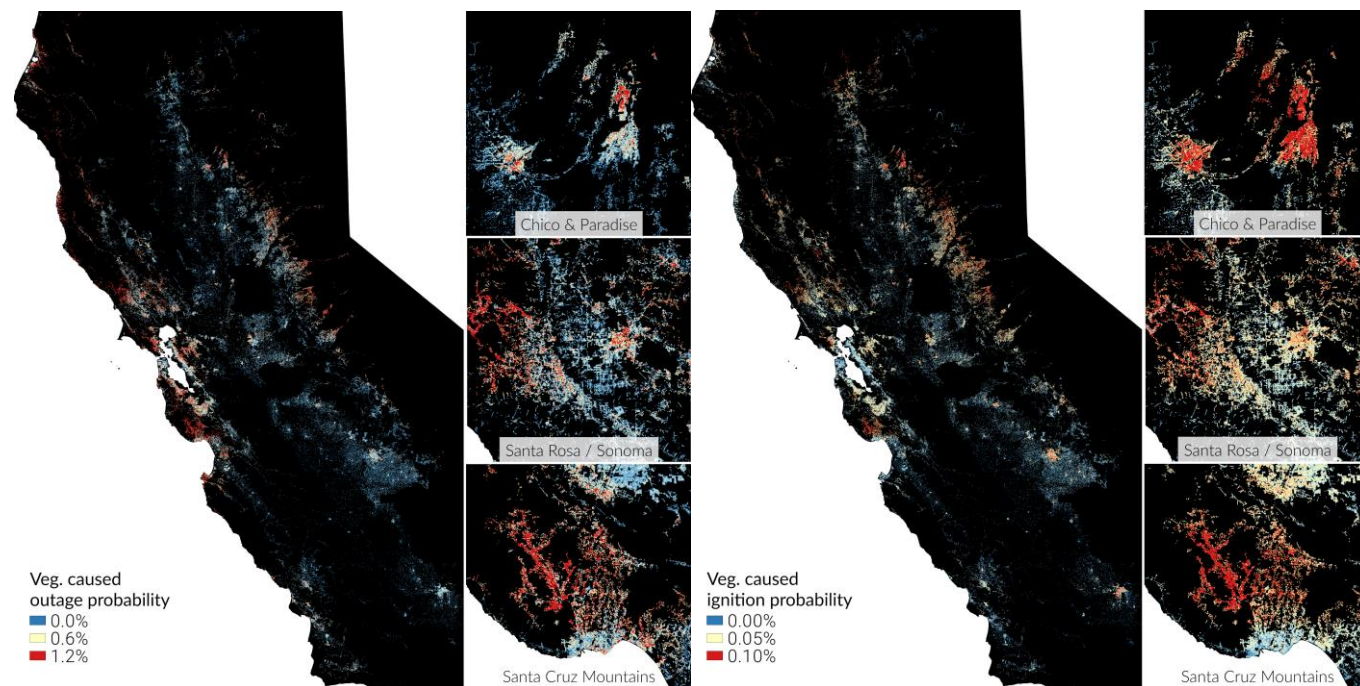 Chico & Paradise
Santa Rosa / Sonoma
Veg. caused
outage probability
0.0%
0.6%
1.2%
Santa Cruz Mountains
Chico & Paradise
Santa Rosa / Sonoma
Veg. caused
ignition probability
0.00%
0.05%
0.10%
Santa Cruz Mountains